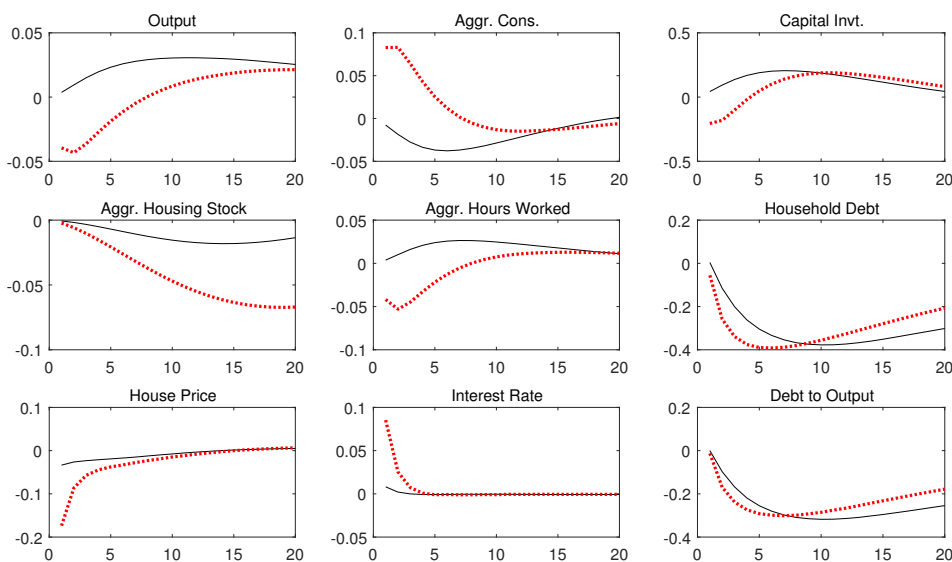 Output
0.05
0
-0.05
0 5 10 15 20
Aggr. Cons.
0.1
0.05
0
-0.05
0 5 10 15 20
Capital Invt.
0.5
0
-0.5
0 5 10 15 20
Aggr. Housing Stock
0
-0.05
-0.1
0 5 10 15 20
Aggr. Hours Worked
0.05
0
-0.05
-0.1
0 5 10 15 20
Household Debt
0.2
0
-0.2
-0.4
0 5 10 15 20
House Price
0.1
0
-0.1
-0.2
0 5 10 15 20
Interest Rate
0.1
0.05
0
-0.05
0 5 10 15 20
Debt to Output
0.2
0
-0.2
-0.4
0 5 10 15 20